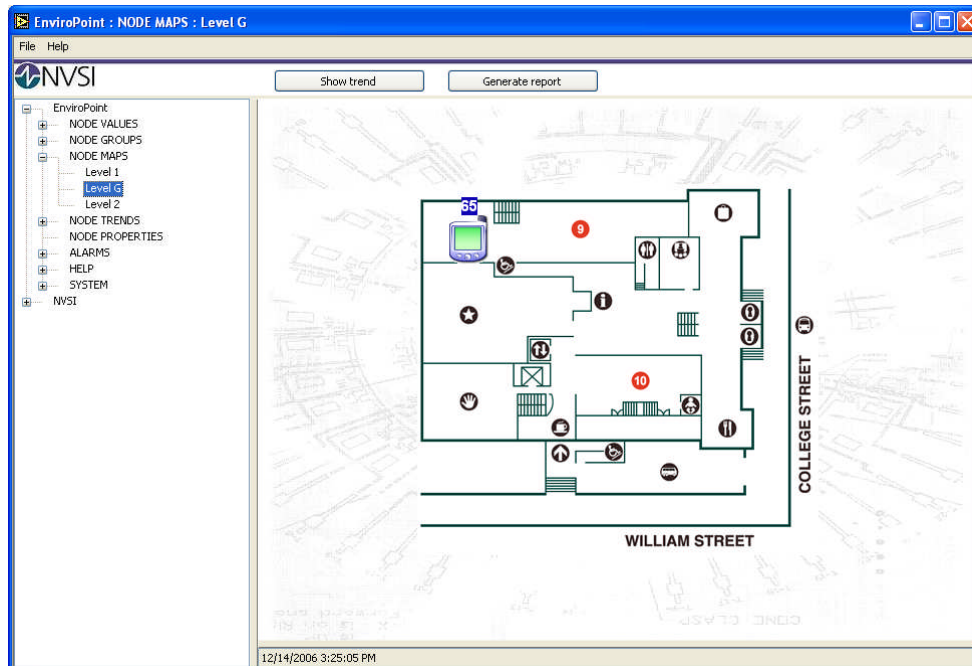 EnviroPoint : NODE MAPS : Level G
File Help
NVSI
Show trend
Generate report
EnviroPoint
NODE VALUES
NODE GROUPS
NODE MAPS
Level 1
Level G
Level 2
NODE TRENDS
NODE PROPERTIES
ALARMS
HELP
SYSTEM
NVSI
65
9
10
COLLEGE STREET
WILLIAM STREET
12/14/2006 3:25:05 PM